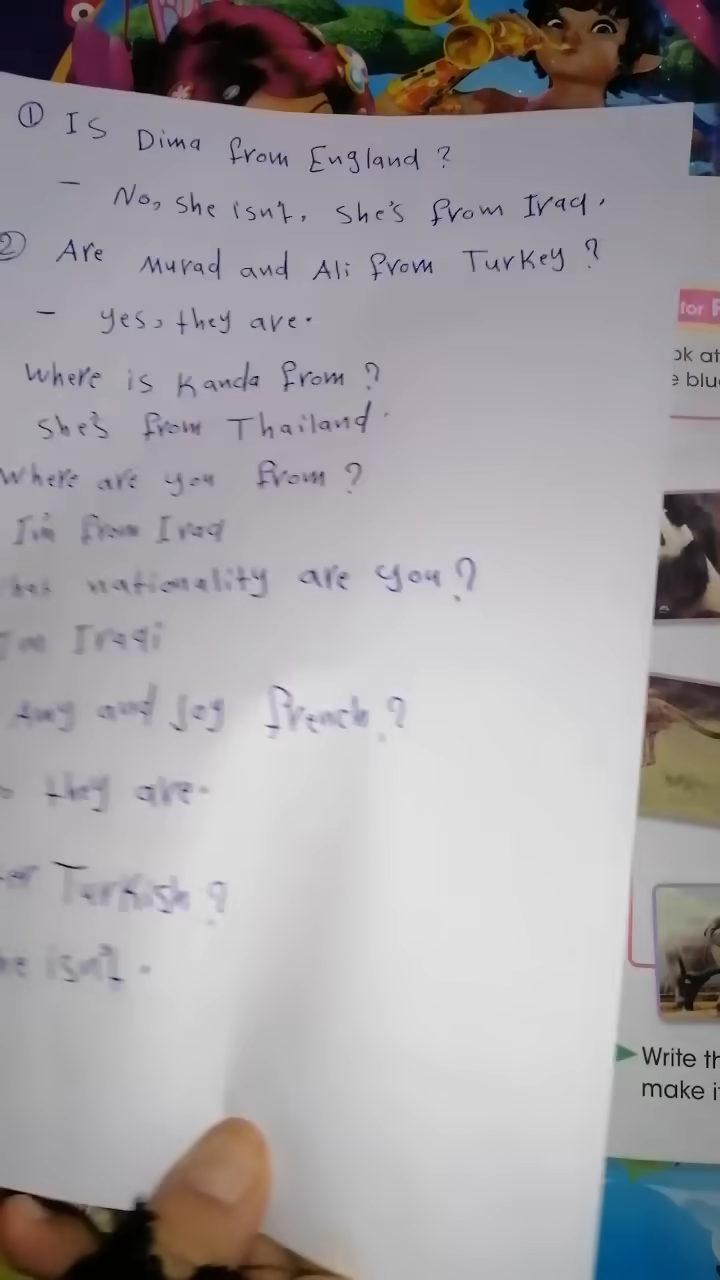 ① Is Dima from England?
- No, she isn't. She's from Iraq.
② Are Murad and Ali from Turkey?
- yes, they are.
Where is Kanda from?
she's from Thailand.
Where are you from?
I'm from Iraq
nationality are you?
I'm Iraqi
Amy and Joy french?
they are.
Turkish?
isn't.
tor P
ok at
e blu
Write th
make i